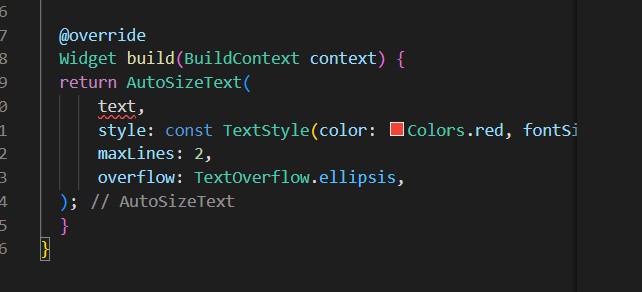 6
7 @override
8 Widget build(BuildContext context) {
9 return AutoSizeText(
0 text,
1 style: const TextStyle(color: Colors.red, fontSi
2 maxLines: 2,
3 overflow: TextOverflow.ellipsis,
4 ); // AutoSizeText
5 }
6 }